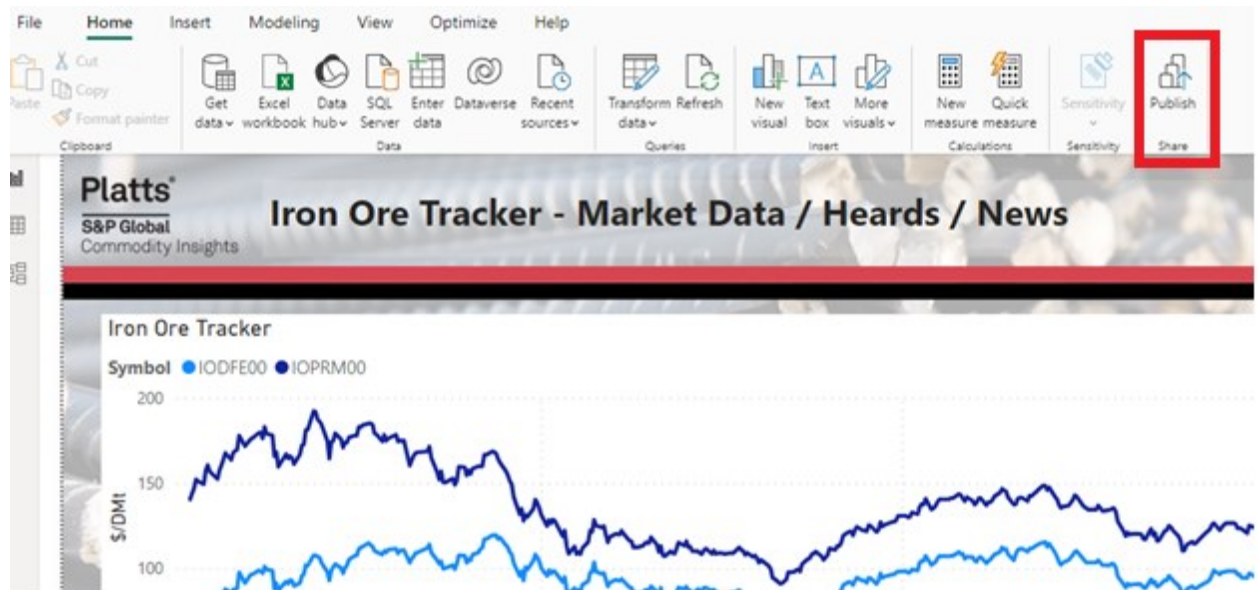 File Home Insert Modeling View Optimize Help
Paste
Cut
Copy
Format painter
Clipboard
Get data
Excel workbook
Data hub
SQL Server
Enter data
Dataverse
Recent sources
Data
Transform data
Refresh
Queries
New visual
Text box
More visuals
Insert
New measure
Quick measure
Calculations
Sensitivity
Sensitivity
Publish
Share
Platts®
S&P Global
Commodity Insights
Iron Ore Tracker - Market Data / Heards / News
Iron Ore Tracker
Symbol IODFE00 IOPRM00
200
150
100
$/DMt